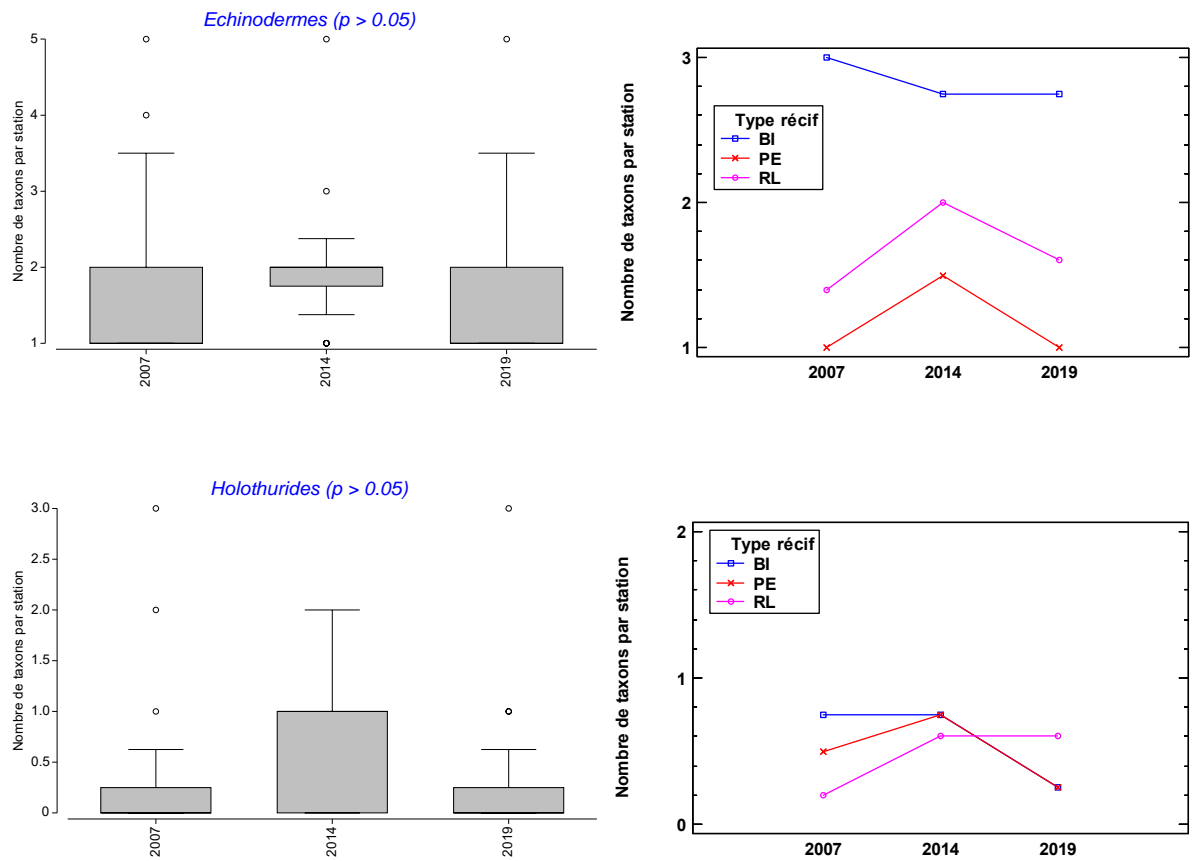 Echinodermes (p > 0.05)
Nombre de taxons par station
5
4
3
2
1
2007
2014
2019
Nombre de taxons par station
3
2
1
Type récif
BI
PE
RL
2007 2014 2019
Holothurides (p > 0.05)
Nombre de taxons par station
3.0
2.5
2.0
1.5
1.0
0.5
0
2007
2014
2019
Nombre de taxons par station
2
1
0
Type récif
BI
PE
RL
2007 2014 2019